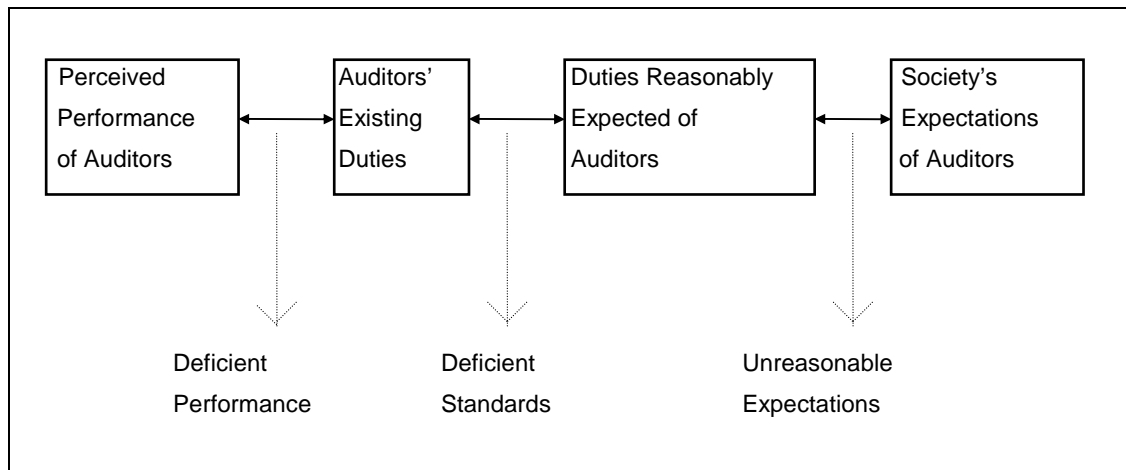 Perceived
Performance
of Auditors
Auditors’
Existing
Duties
Duties Reasonably
Expected of
Auditors
Society’s
Expectations
of Auditors
Deficient
Performance
Deficient
Standards
Unreasonable
Expectations